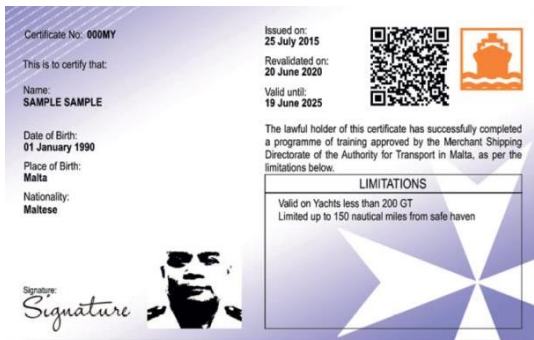 Certificate No: 000MY
This is to certify that:
Name:
SAMPLE SAMPLE
Date of Birth:
01 January 1990
Place of Birth:
Malta
Nationality:
Maltese
Signature:
Signature
Issued on:
25 July 2015
Revalidated on:
20 June 2020
Valid until:
19 June 2025
The lawful holder of this certificate has successfully completed
a programme of training approved by the Merchant Shipping
Directorate of the Authority for Transport in Malta, as per the
limitations below.
LIMITATIONS
Valid on Yachts less than 200 GT
Limited up to 150 nautical miles from safe haven